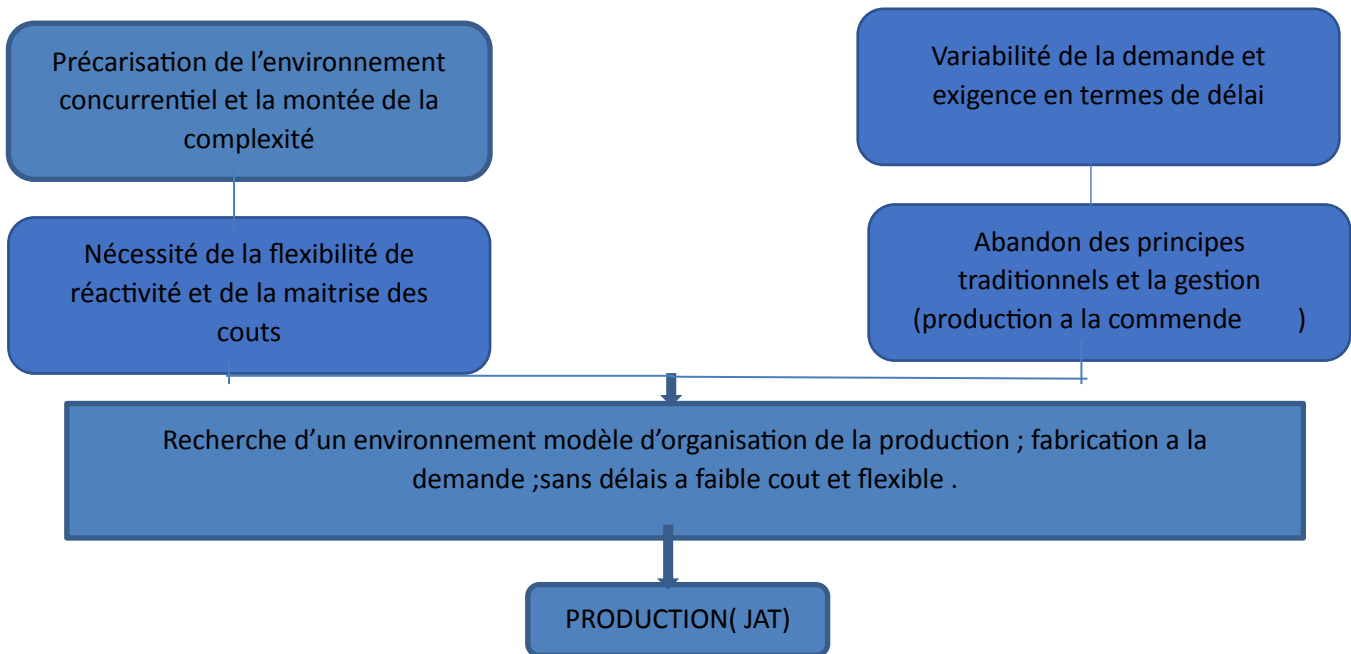 Précarisation de l’environnement
concurrentiel et la montée de la
complexité
Variabilité de la demande et
exigence en termes de délai
Nécessité de la flexibilité de
réactivité et de la maitrise des
couts
Abandon des principes
traditionnels et la gestion
(production a la commende )
Recherche d’un environnement modèle d’organisation de la production ; fabrication a la
demande ;sans délais a faible cout et flexible .
PRODUCTION( JAT)